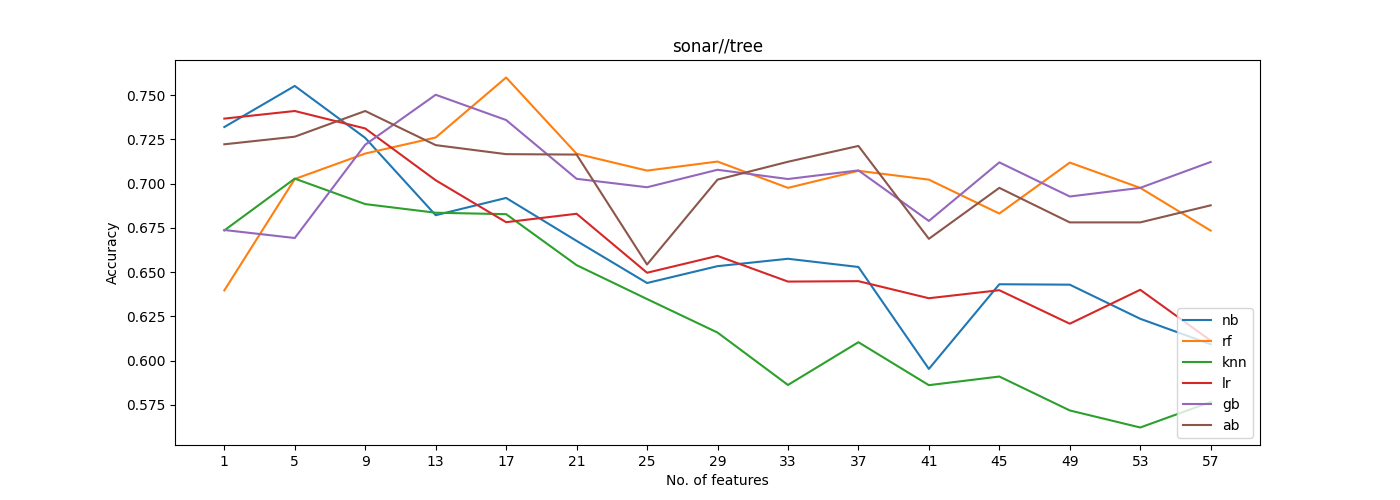 sonar//tree
Accuracy
0.750
0.725
0.700
0.675
0.650
0.625
0.600
0.575
nb
rf
knn
lr
gb
ab
1 5 9 13 17 21 25 29 33 37 41 45 49 53 57
No. of features